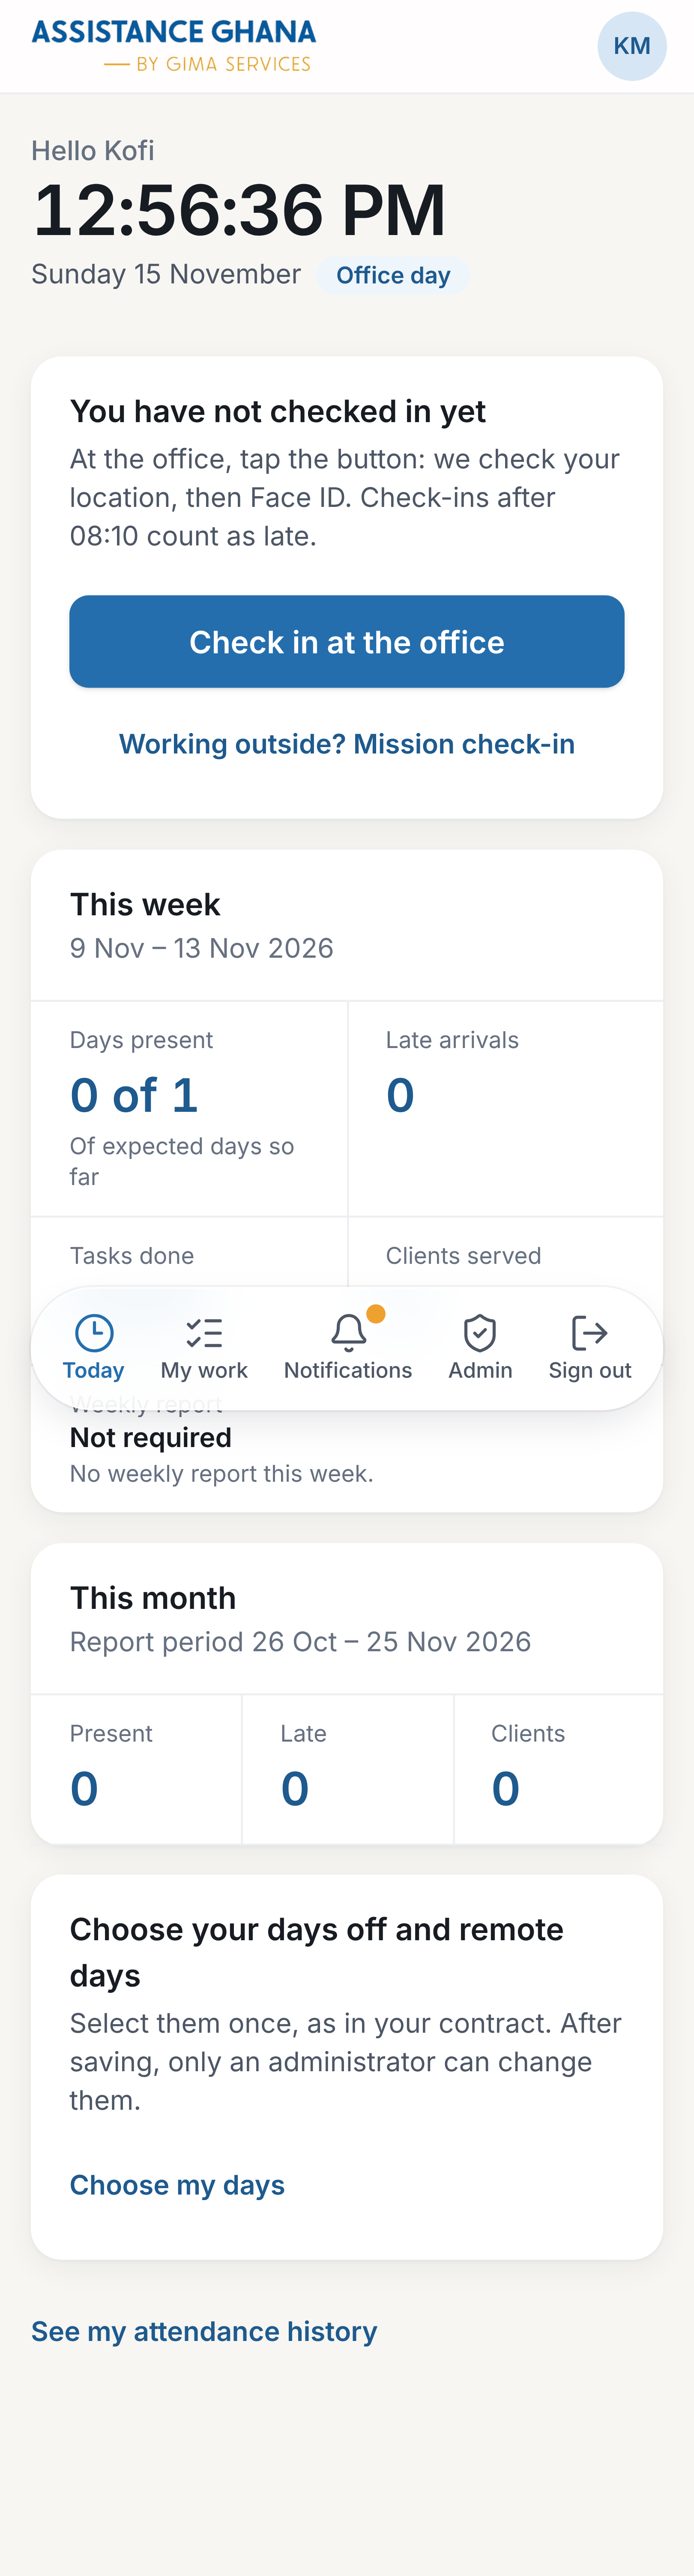 ASSISTANCE GHANA
BY GIMA SERVICES
KM
Hello Kofi
12:56:36 PM
Sunday 15 November
Office day
You have not checked in yet
At the office, tap the button: we check your
location, then Face ID. Check-ins after
08:10 count as late.
Check in at the office
Working outside? Mission check-in
This week
9 Nov – 13 Nov 2026
Days present
0 of 1
Of expected days so
far
Late arrivals
0
Tasks done
Clients served
Today
My work
Notifications
Admin
Sign out
Weekly report
Not required
No weekly report this week.
This month
Report period 26 Oct – 25 Nov 2026
Present
0
Late
0
Clients
0
Choose your days off and remote
days
Select them once, as in your contract. After
saving, only an administrator can change
them.
Choose my days
See my attendance history